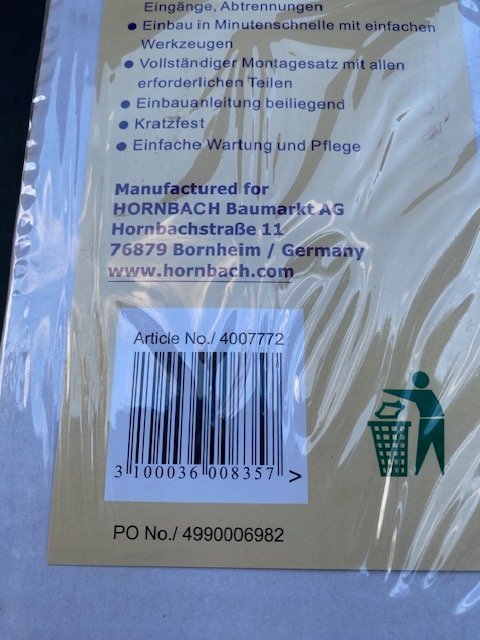 Eingänge, Abtrennungen
● Einbau in Minutenschnelle mit einfachen
Werkzeugen
● Vollständiger Montagesatz mit allen
erforderlichen Teilen
● Einbauanleitung beiliegend
● Kratzfest
● Einfache Wartung und Pflege
Manufactured for
HORNBACH Baumarkt AG
Hornbachstraße 11
76879 Bornheim / Germany
www.hornbach.com
Article No./ 4007772
3 100036 008357 >
PO No./ 4990006982